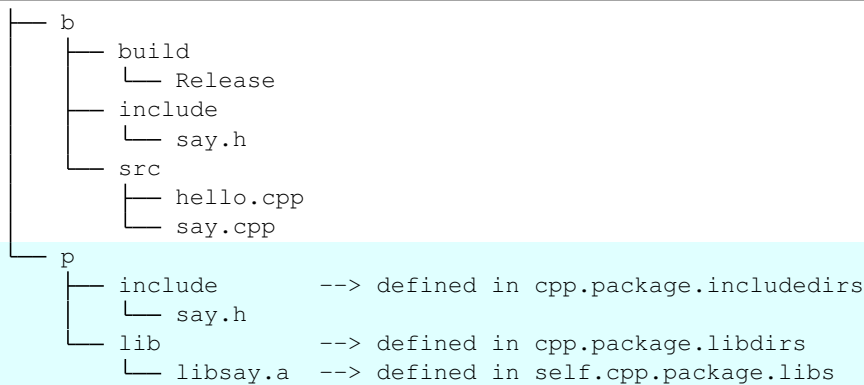 ├── b
│   ├── build
│   │   └── Release
│   ├── include
│   │   └── say.h
│   └── src
│       ├── hello.cpp
│       └── say.cpp
└── p
    ├── include       --> defined in cpp.package.includedirs
    │   └── say.h
    └── lib           --> defined in cpp.package.libdirs
        └── libsay.a  --> defined in self.cpp.package.libs